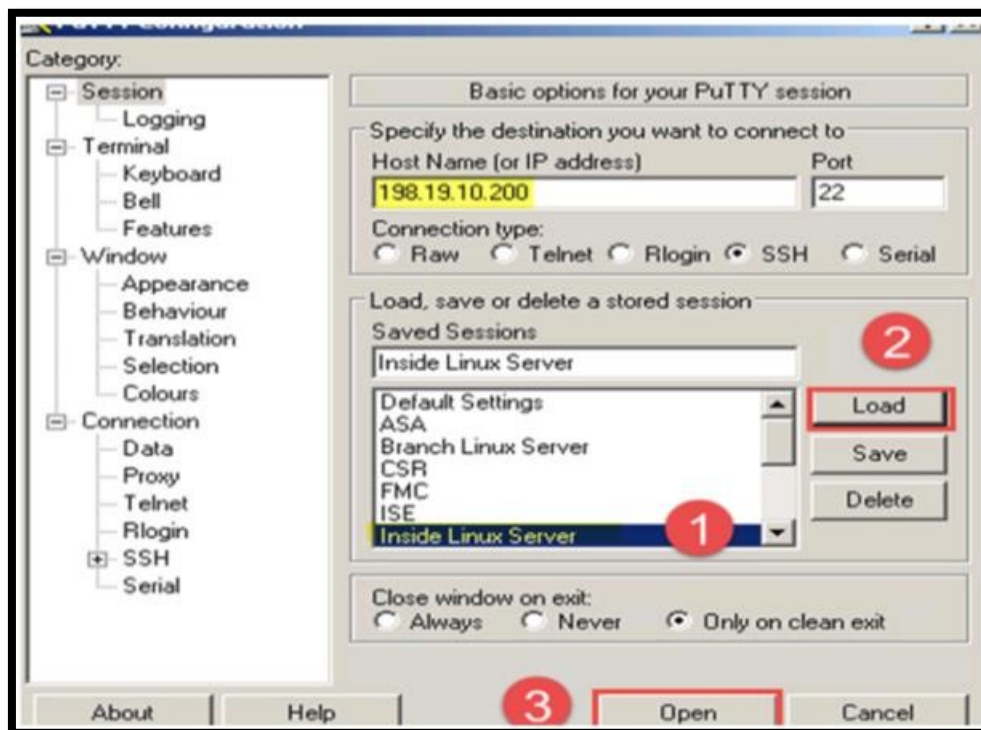 PuTTY Configuration
Category:
Session
Logging
Terminal
Keyboard
Bell
Features
Window
Appearance
Behaviour
Translation
Selection
Colours
Connection
Data
Proxy
Telnet
Rlogin
SSH
Serial
Basic options for your PuTTY session
Specify the destination you want to connect to
Host Name (or IP address) Port
198.19.10.200 22
Connection type:
Raw Telnet Rlogin SSH Serial
Load, save or delete a stored session
Saved Sessions
2
Inside Linux Server
Default Settings
ASA
Branch Linux Server
CSR
FMC
ISE
Inside Linux Server
1
Load
Save
Delete
Close window on exit:
Always Never Only on clean exit
About Help 3 Open Cancel